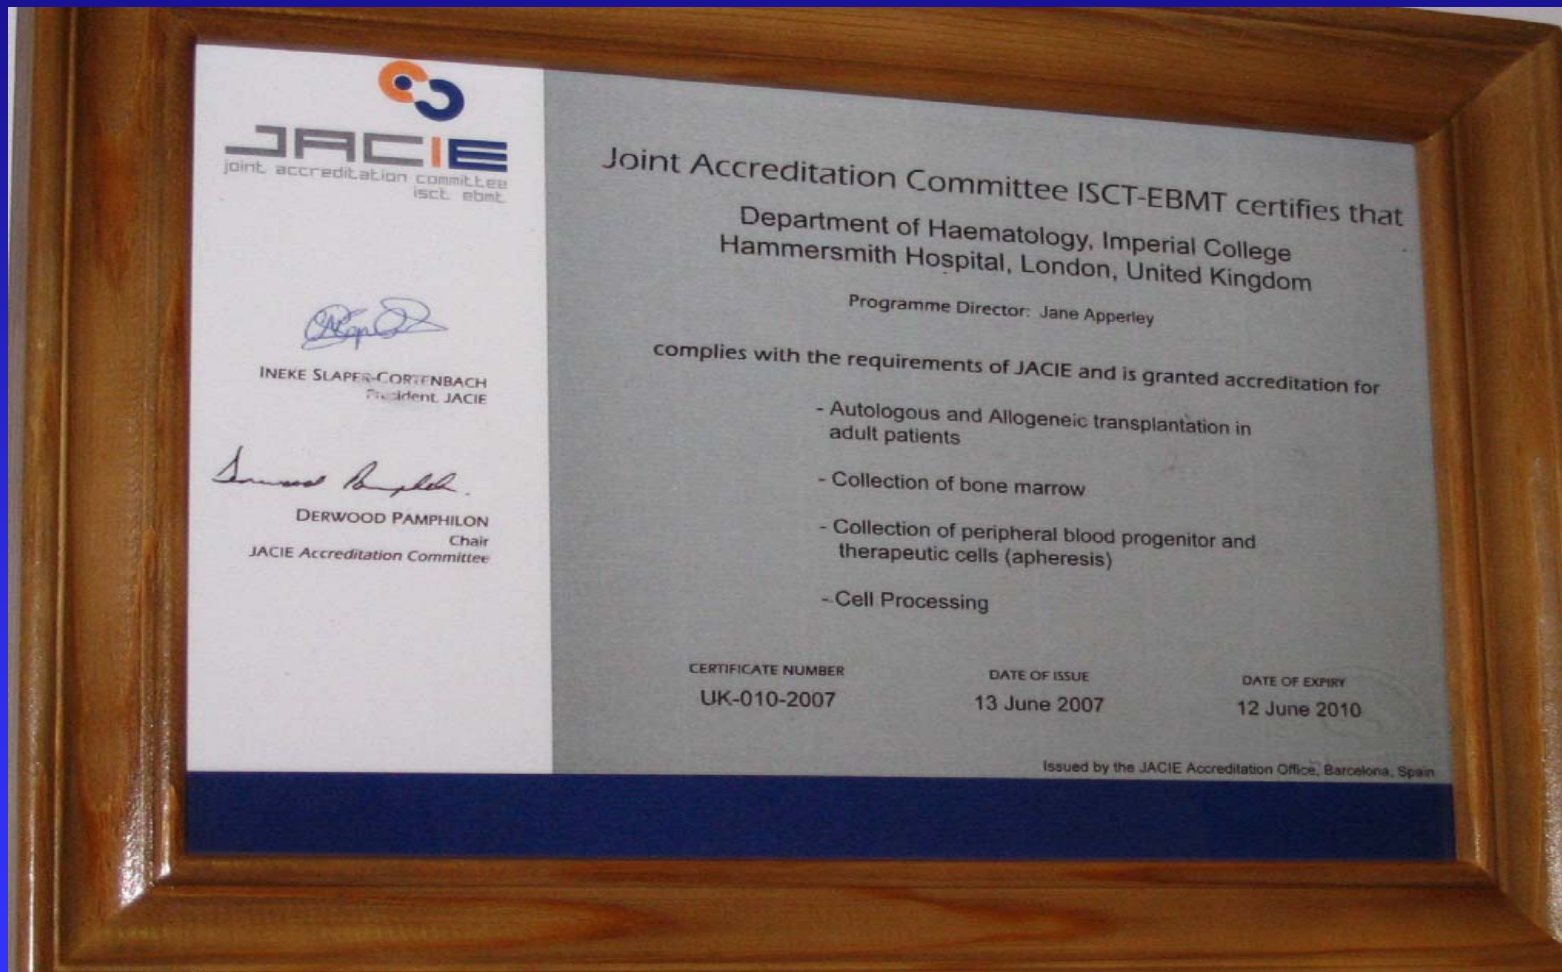 JACIE
joint accreditation committee
isct ebmt
INEKE SLAPER-CORTENBACH
President, JACIE
DERWOOD PAMPHILON
Chair
JACIE Accreditation Committee
Joint Accreditation Committee ISCT-EBMT certifies that
Department of Haematology, Imperial College
Hammersmith Hospital, London, United Kingdom
Programme Director: Jane Apperley
complies with the requirements of JACIE and is granted accreditation for
- Autologous and Allogeneic transplantation in
adult patients
- Collection of bone marrow
- Collection of peripheral blood progenitor and
therapeutic cells (apheresis)
- Cell Processing
CERTIFICATE NUMBER DATE OF ISSUE DATE OF EXPIRY
UK-010-2007 13 June 2007 12 June 2010
Issued by the JACIE Accreditation Office, Barcelona, Spain